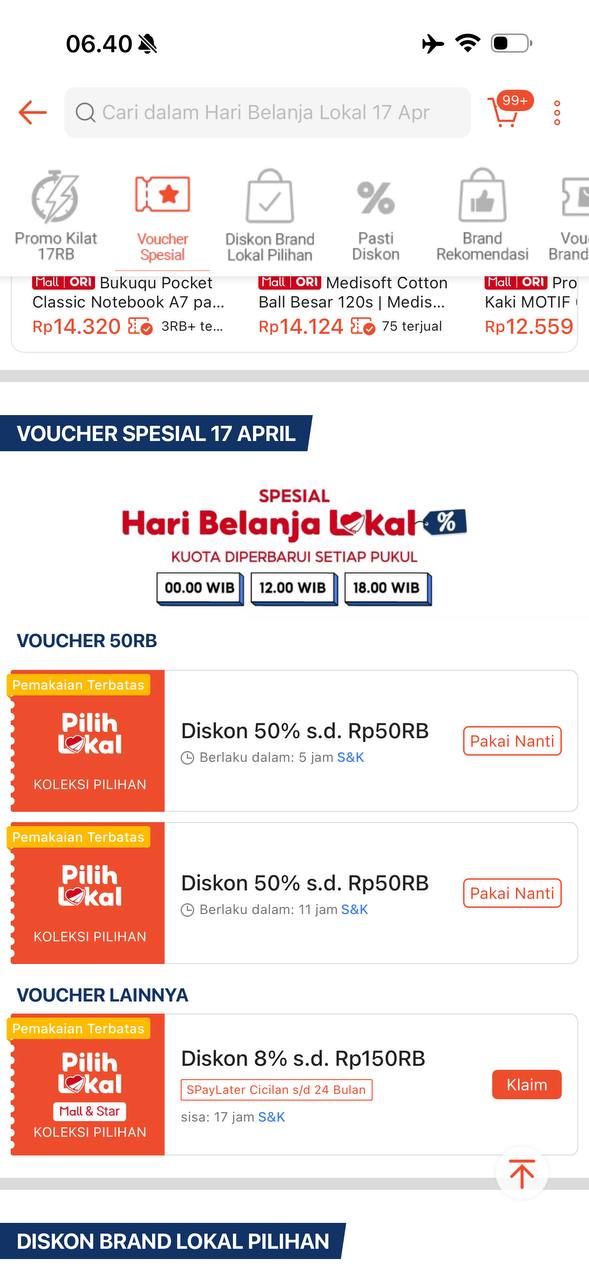 06.40
Cari dalam Hari Belanja Lokal 17 Apr
99+
Promo Kilat
17RB
Voucher
Spesial
Diskon Brand
Lokal Pilihan
Pasti
Diskon
Brand
Rekomendasi
Vou
Brand
Mall | ORI Bukuqu Pocket
Classic Notebook A7 pa...
Rp14.320 3RB+ te...
Mall | ORI Medisoft Cotton
Ball Besar 120s | Medis...
Rp14.124 75 terjual
Mall | ORI Pro
Kaki MOTIF
Rp12.559
VOUCHER SPESIAL 17 APRIL
SPESIAL
Hari Belanja Lokal %
KUOTA DIPERBARUI SETIAP PUKUL
00.00 WIB 12.00 WIB 18.00 WIB
VOUCHER 50RB
Pemakaian Terbatas
Pilih
Lokal
KOLEKSI PILIHAN
Diskon 50% s.d. Rp50RB
Berlaku dalam: 5 jam S&K
Pakai Nanti
Pemakaian Terbatas
Pilih
Lokal
KOLEKSI PILIHAN
Diskon 50% s.d. Rp50RB
Berlaku dalam: 11 jam S&K
Pakai Nanti
VOUCHER LAINNYA
Pemakaian Terbatas
Pilih
Lokal
Mall & Star
KOLEKSI PILIHAN
Diskon 8% s.d. Rp150RB
SPayLater Cicilan s/d 24 Bulan
sisa: 17 jam S&K
Klaim
DISKON BRAND LOKAL PILIHAN